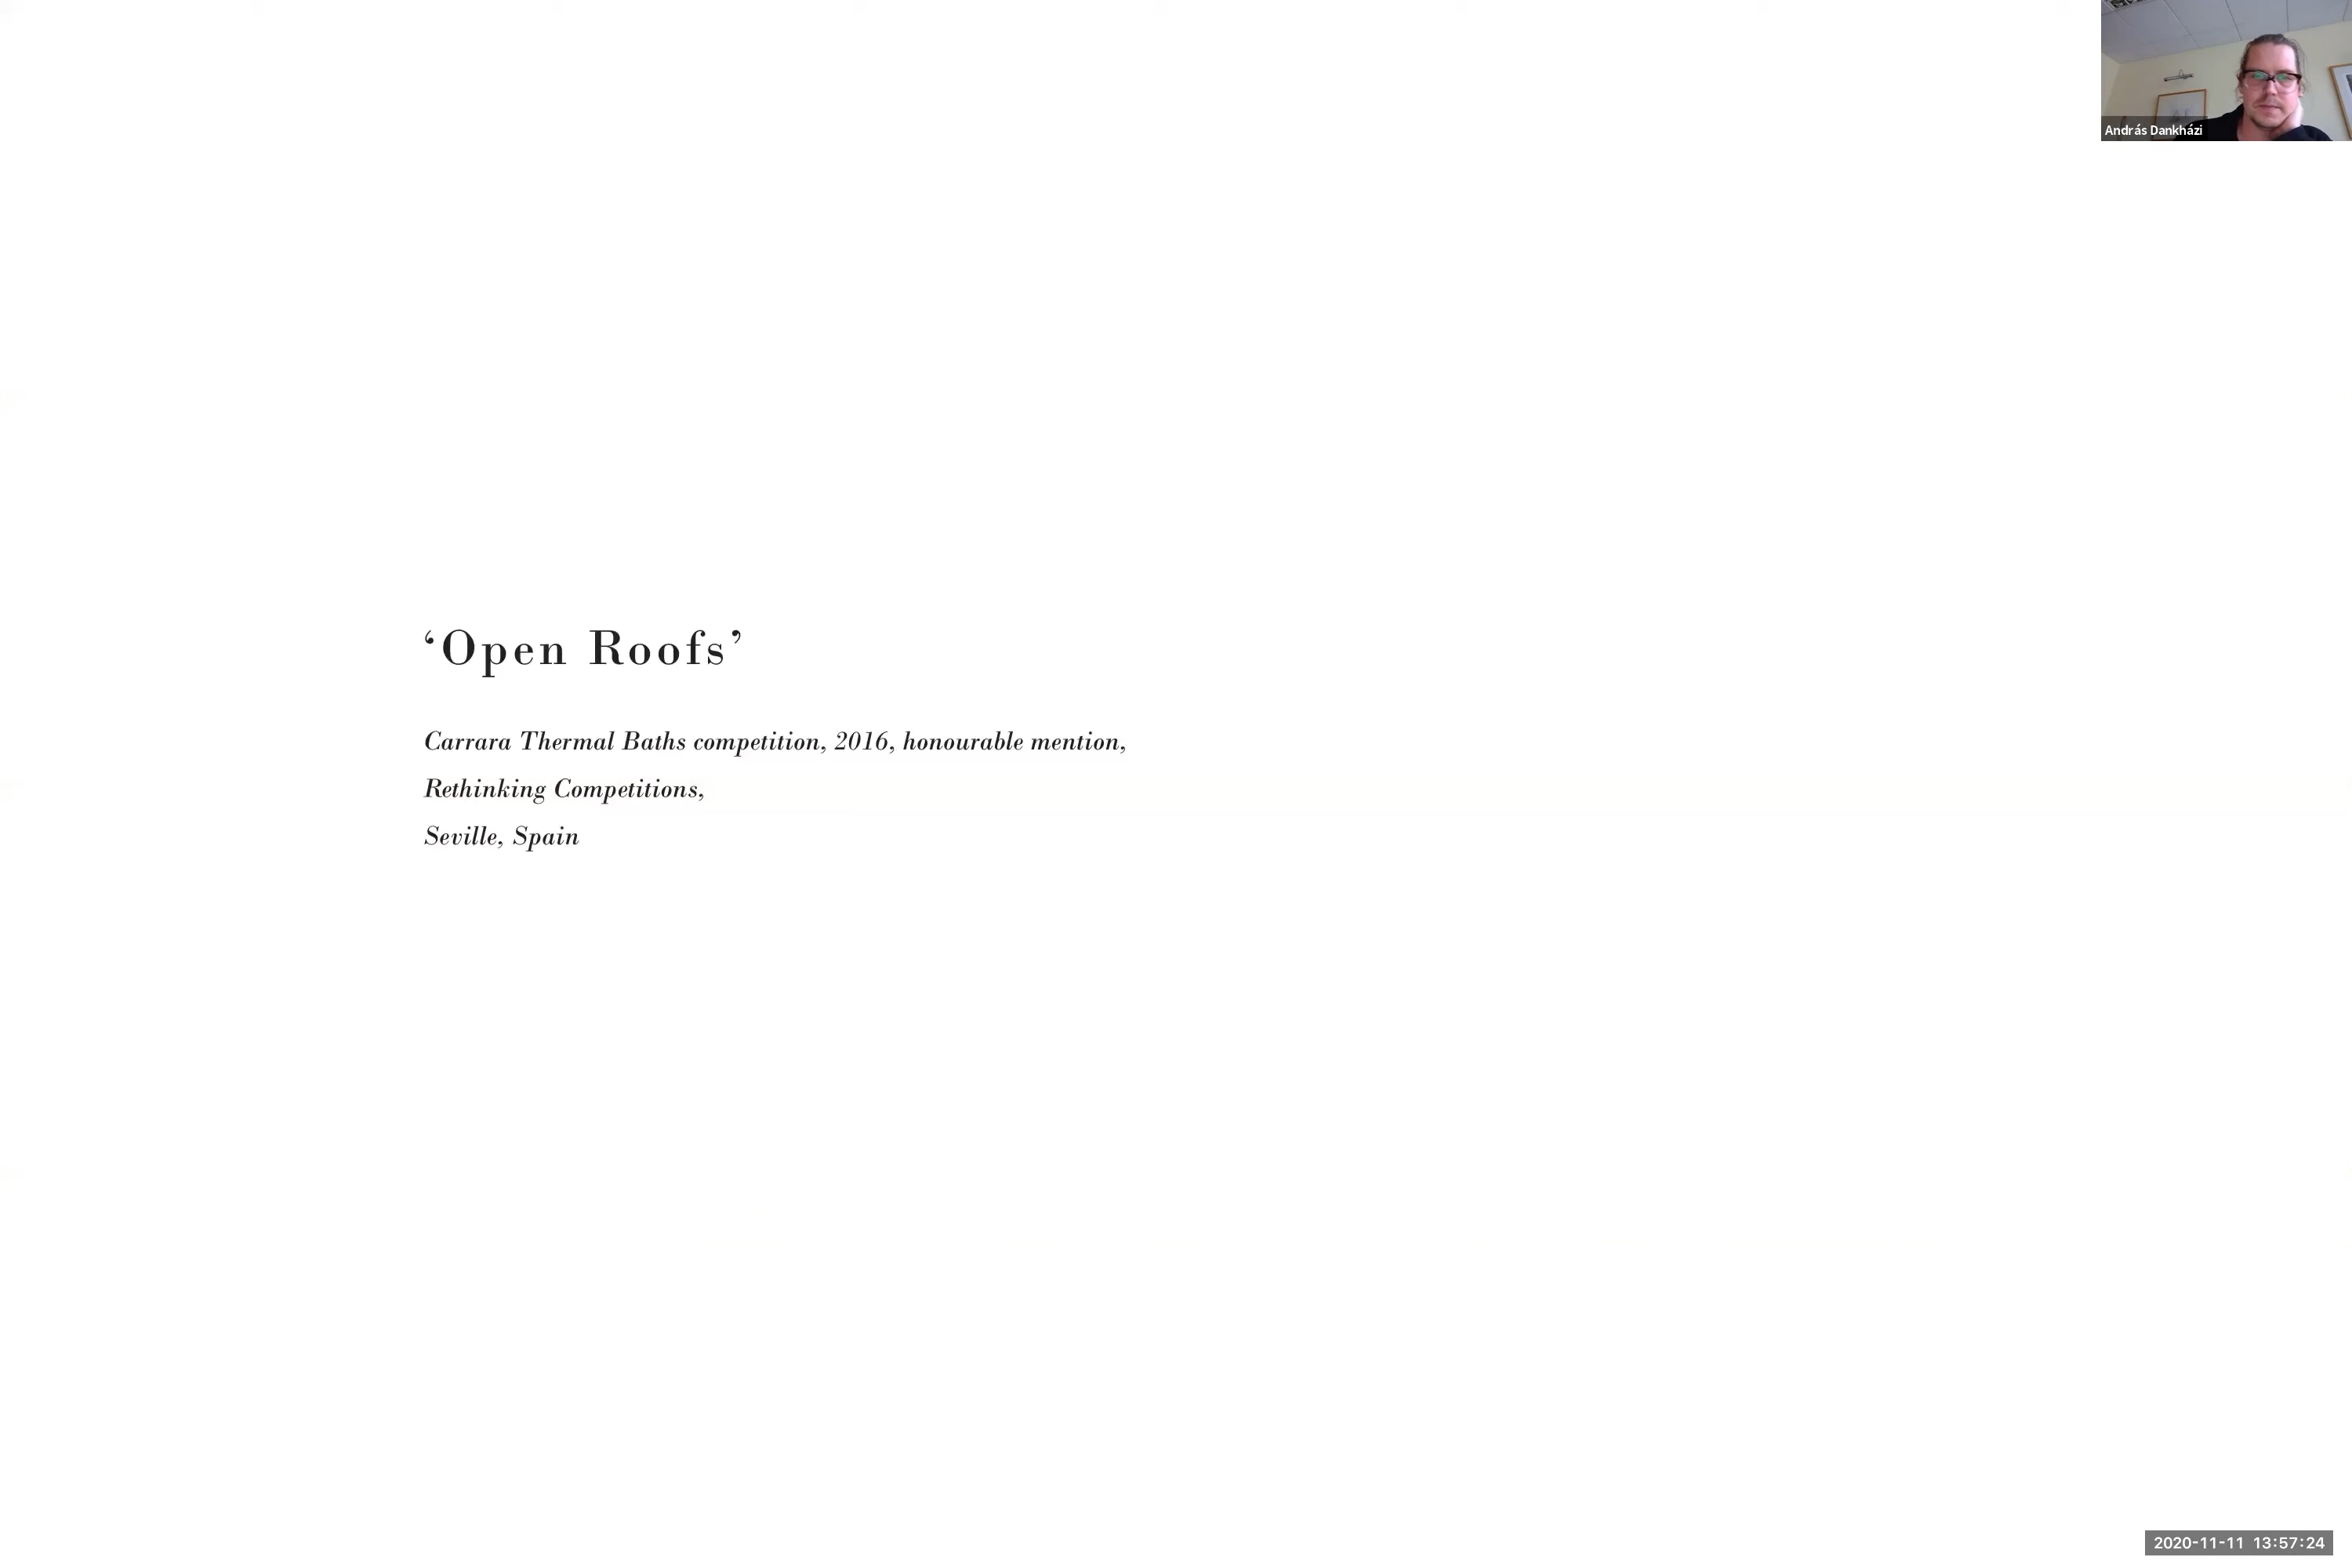 András Dankházi
‘Open Roofs’
Carrara Thermal Baths competition, 2016, honourable mention,
Rethinking Competitions,
Seville, Spain
2020-11-11 13:57:24